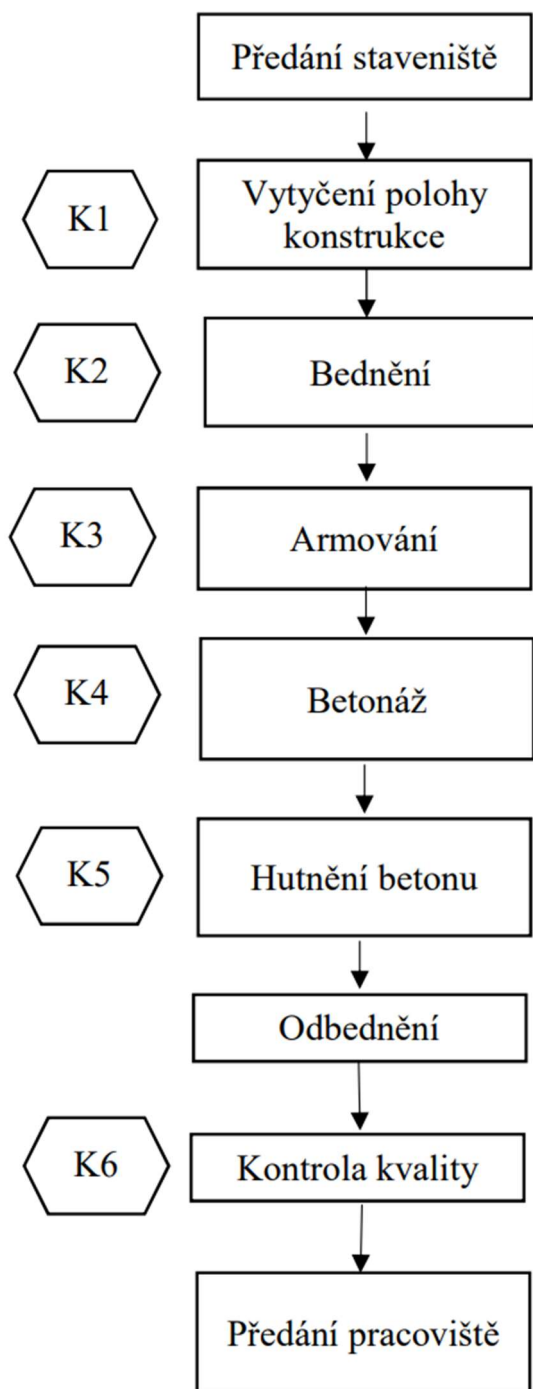 Předání staveniště
K1
Vytyčení polohy
konstrukce
K2
Bednění
K3
Armování
K4
Betonáž
K5
Hutnění betonu
Odbednění
K6
Kontrola kvality
Předání pracoviště